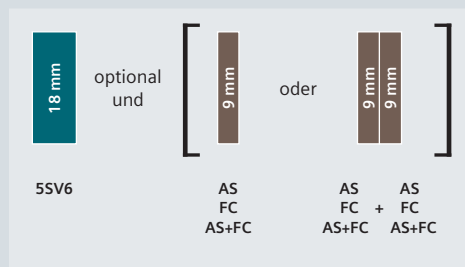 18 mm
optional
und
9 mm
oder
9 mm
9 mm
5SV6
AS
FC
AS+FC
AS AS
FC + FC
AS+FC AS+FC